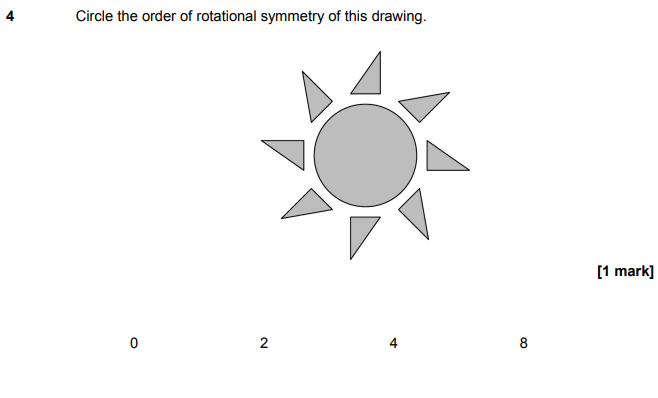 4 Circle the order of rotational symmetry of this drawing.
[1 mark]
0 2 4 8